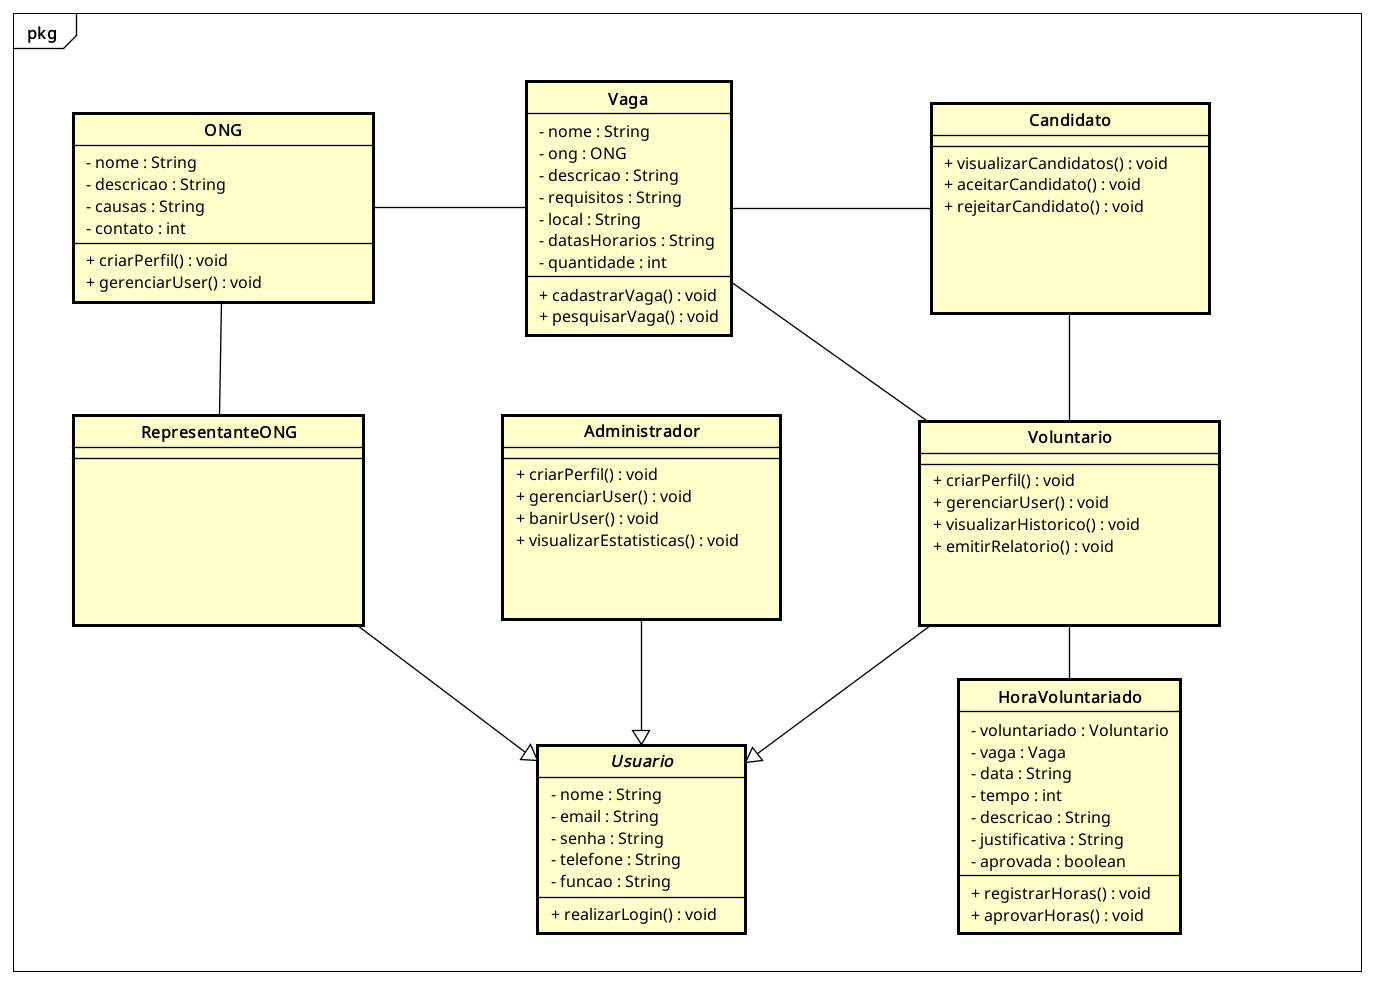 pkg
ONG
- nome : String
- descricao : String
- causas : String
- contato : int
+ criarPerfil() : void
+ gerenciarUser() : void
Vaga
- nome : String
- ong : ONG
- descricao : String
- requisitos : String
- local : String
- datasHorarios : String
- quantidade : int
+ cadastrarVaga() : void
+ pesquisarVaga() : void
Candidato
+ visualizarCandidatos() : void
+ aceitarCandidato() : void
+ rejeitarCandidato() : void
RepresentanteONG
Administrador
+ criarPerfil() : void
+ gerenciarUser() : void
+ banirUser() : void
+ visualizarEstatisticas() : void
Voluntario
+ criarPerfil() : void
+ gerenciarUser() : void
+ visualizarHistorico() : void
+ emitirRelatorio() : void
Usuario
- nome : String
- email : String
- senha : String
- telefone : String
- funcao : String
+ realizarLogin() : void
HoraVoluntariado
- voluntariado : Voluntario
- vaga : Vaga
- data : String
- tempo : int
- descricao : String
- justificativa : String
- aprovada : boolean
+ registrarHoras() : void
+ aprovarHoras() : void